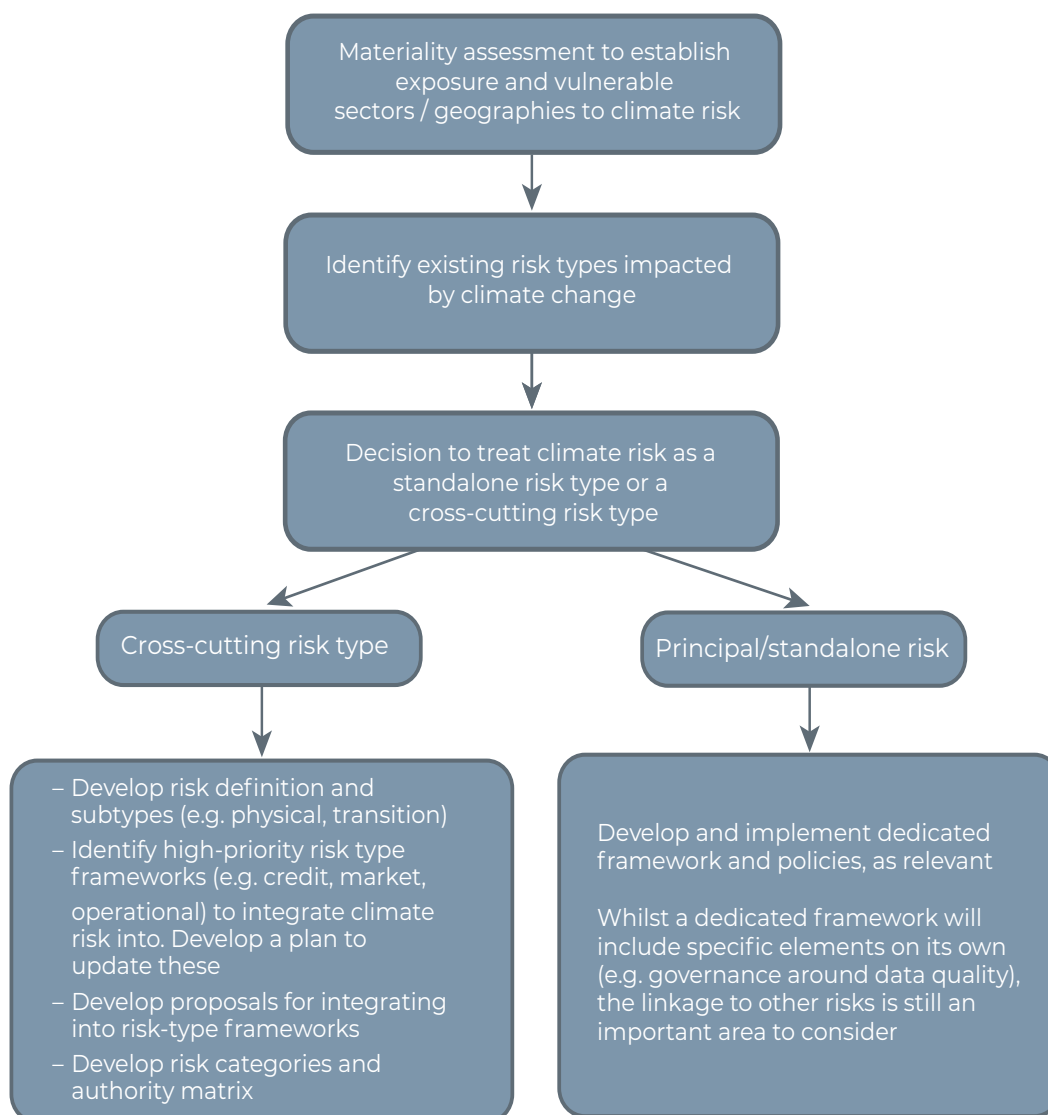 Materiality assessment to establish
exposure and vulnerable
sectors / geographies to climate risk
Identify existing risk types impacted
by climate change
Decision to treat climate risk as a
standalone risk type or a
cross-cutting risk type
Cross-cutting risk type
Principal/standalone risk
– Develop risk definition and
subtypes (e.g. physical, transition)
– Identify high-priority risk type
frameworks (e.g. credit, market,
operational) to integrate climate
risk into. Develop a plan to
update these
– Develop proposals for integrating
into risk-type frameworks
– Develop risk categories and
authority matrix
Develop and implement dedicated
framework and policies, as relevant
Whilst a dedicated framework will
include specific elements on its own
(e.g. governance around data quality),
the linkage to other risks is still an
important area to consider